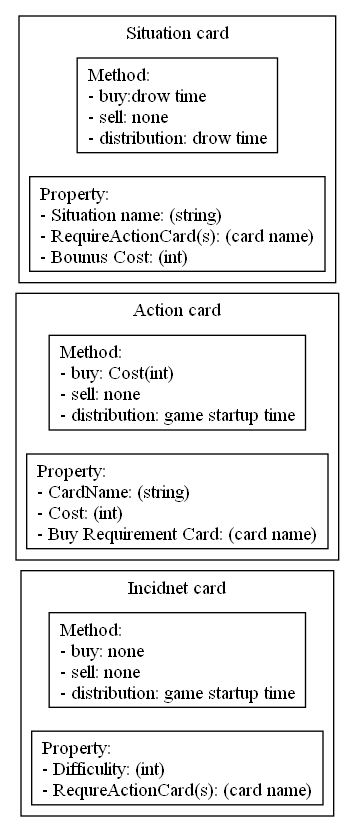 Situation card
Method:
- buy:drow time
- sell: none
- distribution: drow time
Property:
- Situation name: (string)
- RequireActionCard(s): (card name)
- Bounus Cost: (int)
Action card
Method:
- buy: Cost(int)
- sell: none
- distribution: game startup time
Property:
- CardName: (string)
- Cost: (int)
- Buy Requirement Card: (card name)
Incidnet card
Method:
- buy: none
- sell: none
- distribution: game startup time
Property:
- Difficulity: (int)
- RequreActionCard(s): (card name)